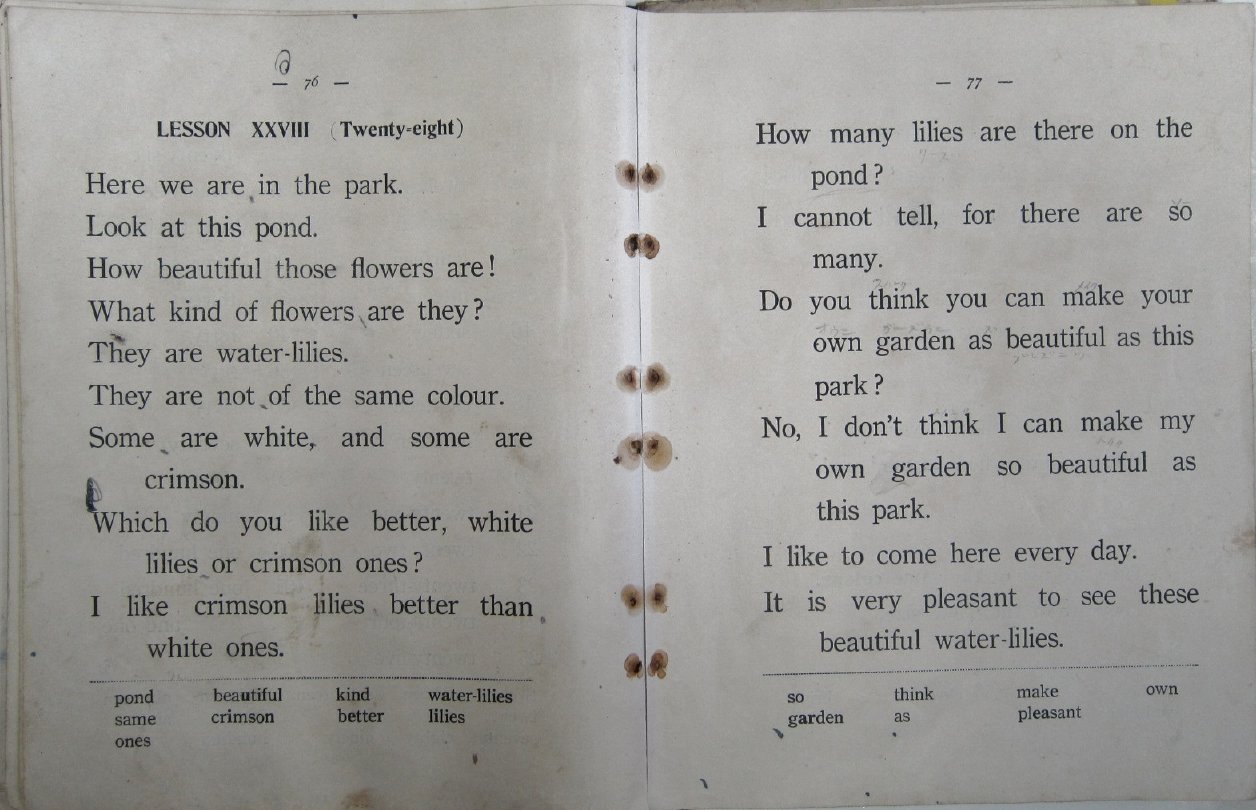 — 76 —
LESSON XXVIII (Twenty-eight)
Here we are in the park.
Look at this pond.
How beautiful those flowers are!
What kind of flowers are they?
They are water-lilies.
They are not of the same colour.
Some are white, and some are
crimson.
Which do you like better, white
lilies or crimson ones?
I like crimson lilies better than
white ones.
pond beautiful kind water-lilies
same crimson better lilies
ones
— 77 —
How many lilies are there on the
pond?
I cannot tell, for there are so
many.
Do you think you can make your
own garden as beautiful as this
park?
No, I don't think I can make my
own garden so beautiful as
this park.
I like to come here every day.
It is very pleasant to see these
beautiful water-lilies.
so think make own
garden as pleasant